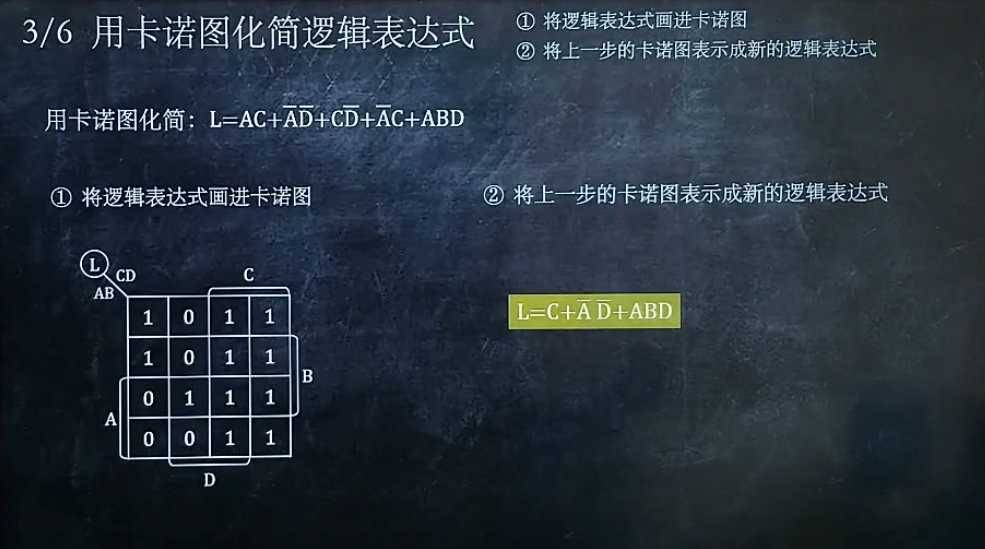 3/6 用卡诺图化简逻辑表达式
① 将逻辑表达式画进卡诺图
② 将上一步的卡诺图表示成新的逻辑表达式
用卡诺图化简：L=AC+A̅D̅+CD̅+A̅C+ABD
① 将逻辑表达式画进卡诺图
② 将上一步的卡诺图表示成新的逻辑表达式
L
CD
C
AB
1 0 1 1
1 0 1 1
B
0 1 1 1
A
0 0 1 1
D
L=C+A̅ D̅+ABD